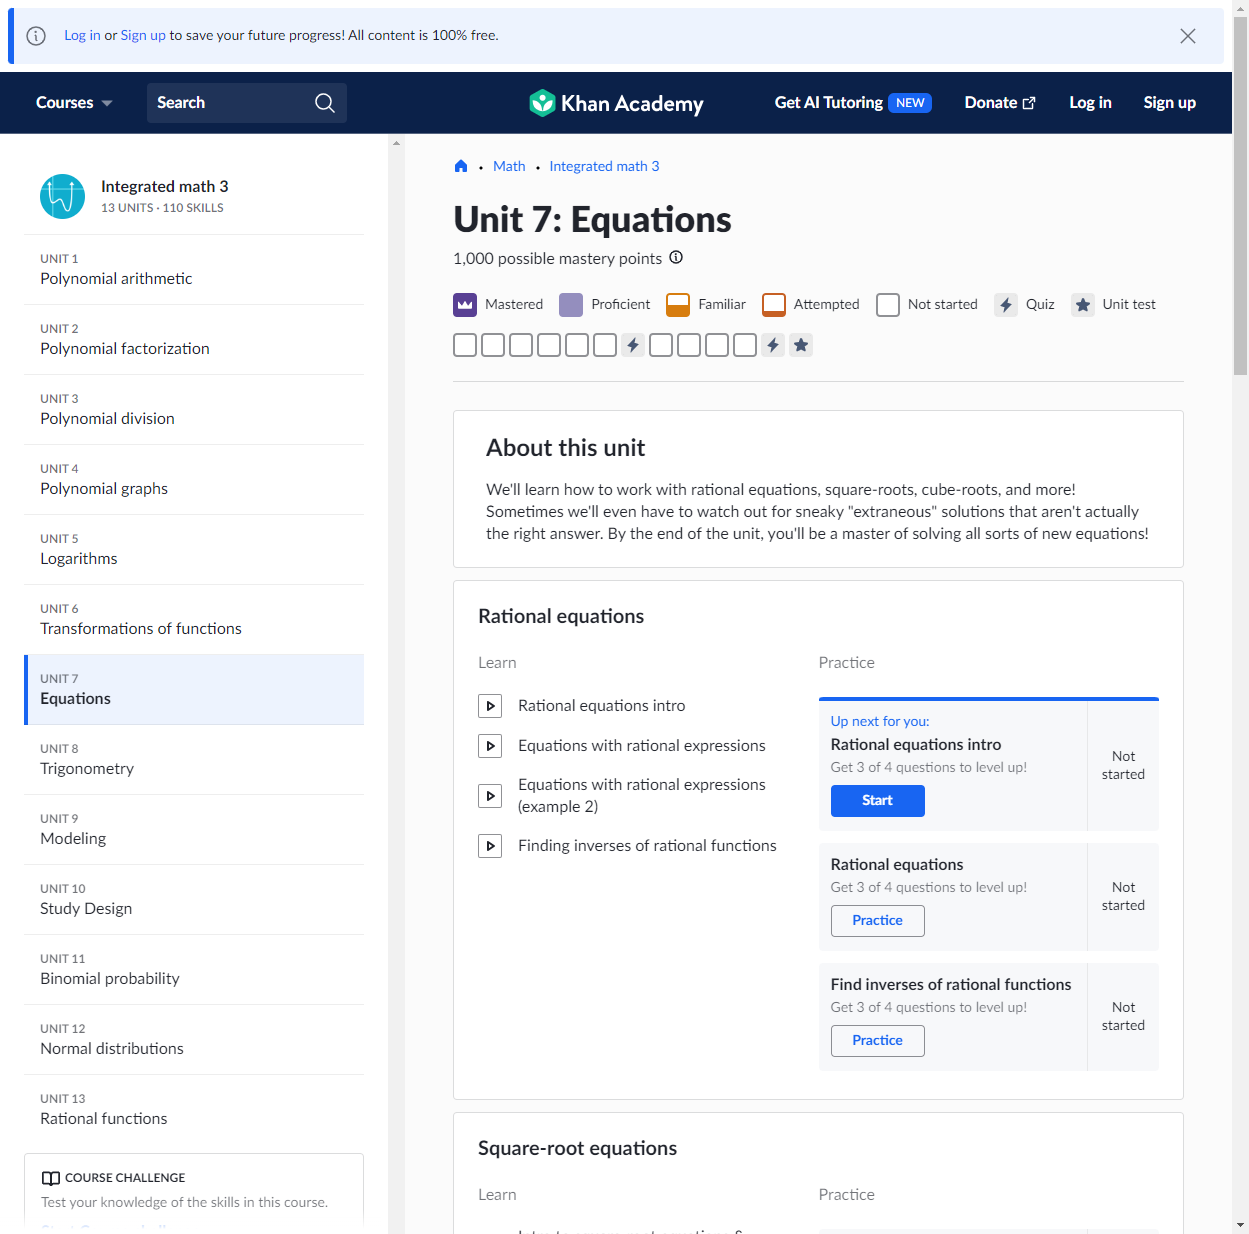 Log in or Sign up to save your future progress! All content is 100% free.
Courses
Search
Khan Academy
Get AI Tutoring NEW
Donate
Log in
Sign up
Integrated math 3
13 UNITS · 110 SKILLS
UNIT 1
Polynomial arithmetic
UNIT 2
Polynomial factorization
UNIT 3
Polynomial division
UNIT 4
Polynomial graphs
UNIT 5
Logarithms
UNIT 6
Transformations of functions
UNIT 7
Equations
UNIT 8
Trigonometry
UNIT 9
Modeling
UNIT 10
Study Design
UNIT 11
Binomial probability
UNIT 12
Normal distributions
UNIT 13
Rational functions
COURSE CHALLENGE
Test your knowledge of the skills in this course.
Math • Integrated math 3
Unit 7: Equations
1,000 possible mastery points
Mastered
Proficient
Familiar
Attempted
Not started
Quiz
Unit test
About this unit
We'll learn how to work with rational equations, square-roots, cube-roots, and more!
Sometimes we'll even have to watch out for sneaky "extraneous" solutions that aren't actually
the right answer. By the end of the unit, you'll be a master of solving all sorts of new equations!
Rational equations
Learn
Rational equations intro
Equations with rational expressions
Equations with rational expressions
(example 2)
Finding inverses of rational functions
Practice
Up next for you:
Rational equations intro
Get 3 of 4 questions to level up!
Start
Not
started
Rational equations
Get 3 of 4 questions to level up!
Practice
Not
started
Find inverses of rational functions
Get 3 of 4 questions to level up!
Practice
Not
started
Square-root equations
Learn
Practice